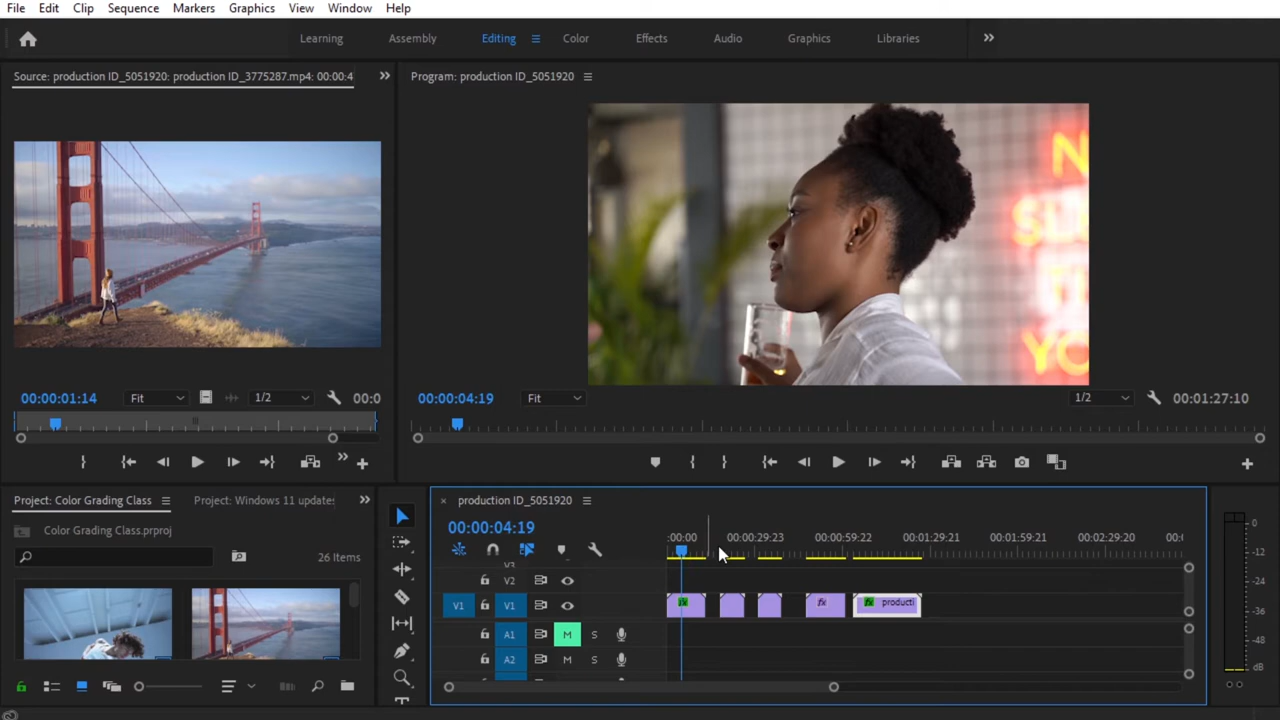 File Edit Clip Sequence Markers Graphics View Window Help
Learning Assembly Editing Color Effects Audio Graphics Libraries
Source: production ID_5051920: production ID_3775287.mp4: 00:00:4
Program: production ID_5051920
00:00:01:14 Fit 1/2 00:0
00:00:04:19 Fit 1/2 00:01:27:10
Project: Color Grading Class Project: Windows 11 updates
Color Grading Class.prproj
26 Items
production ID_5051920
00:00:04:19
:00:00 00:00:29:23 00:00:59:22 00:01:29:21 00:01:59:21 00:02:29:20 00:0
V2
V1 V1 fx fx fx producti
A1 M S
A2 M S
0
-12
-24
-36
-48
dB